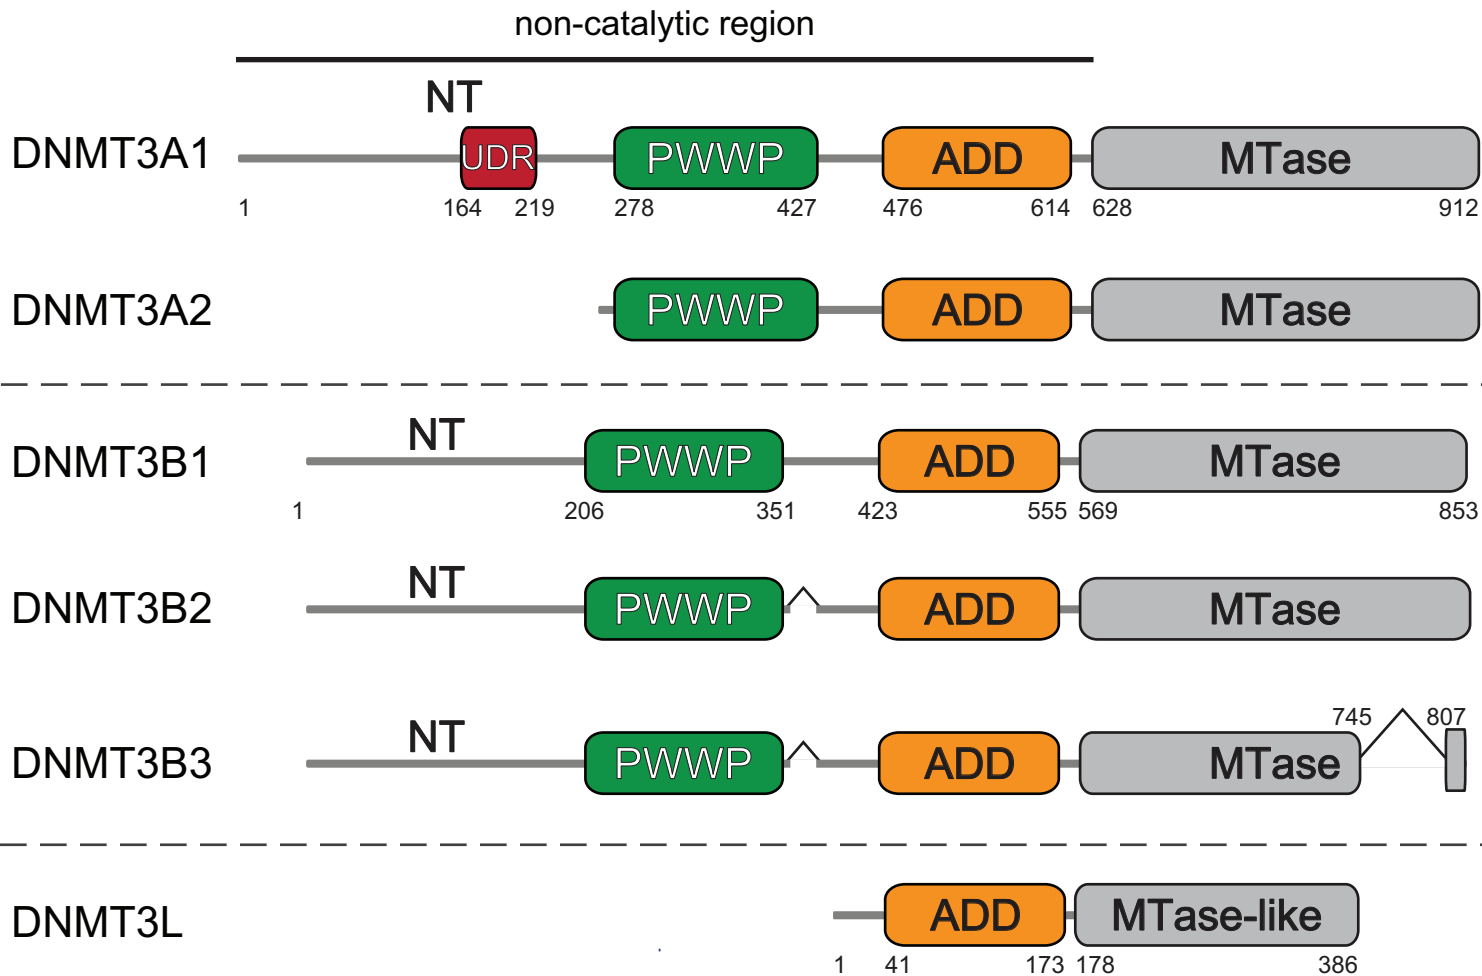 non-catalytic region
NT
DNMT3A1 UDR PWWP ADD MTase
1 164 219 278 427 476 614 628 912
DNMT3A2 PWWP ADD MTase
NT
DNMT3B1 PWWP ADD MTase
1 206 351 423 555 569 853
NT
DNMT3B2 PWWP ADD MTase
745 807
NT
DNMT3B3 PWWP ADD MTase
DNMT3L ADD MTase-like
1 41 173 178 386